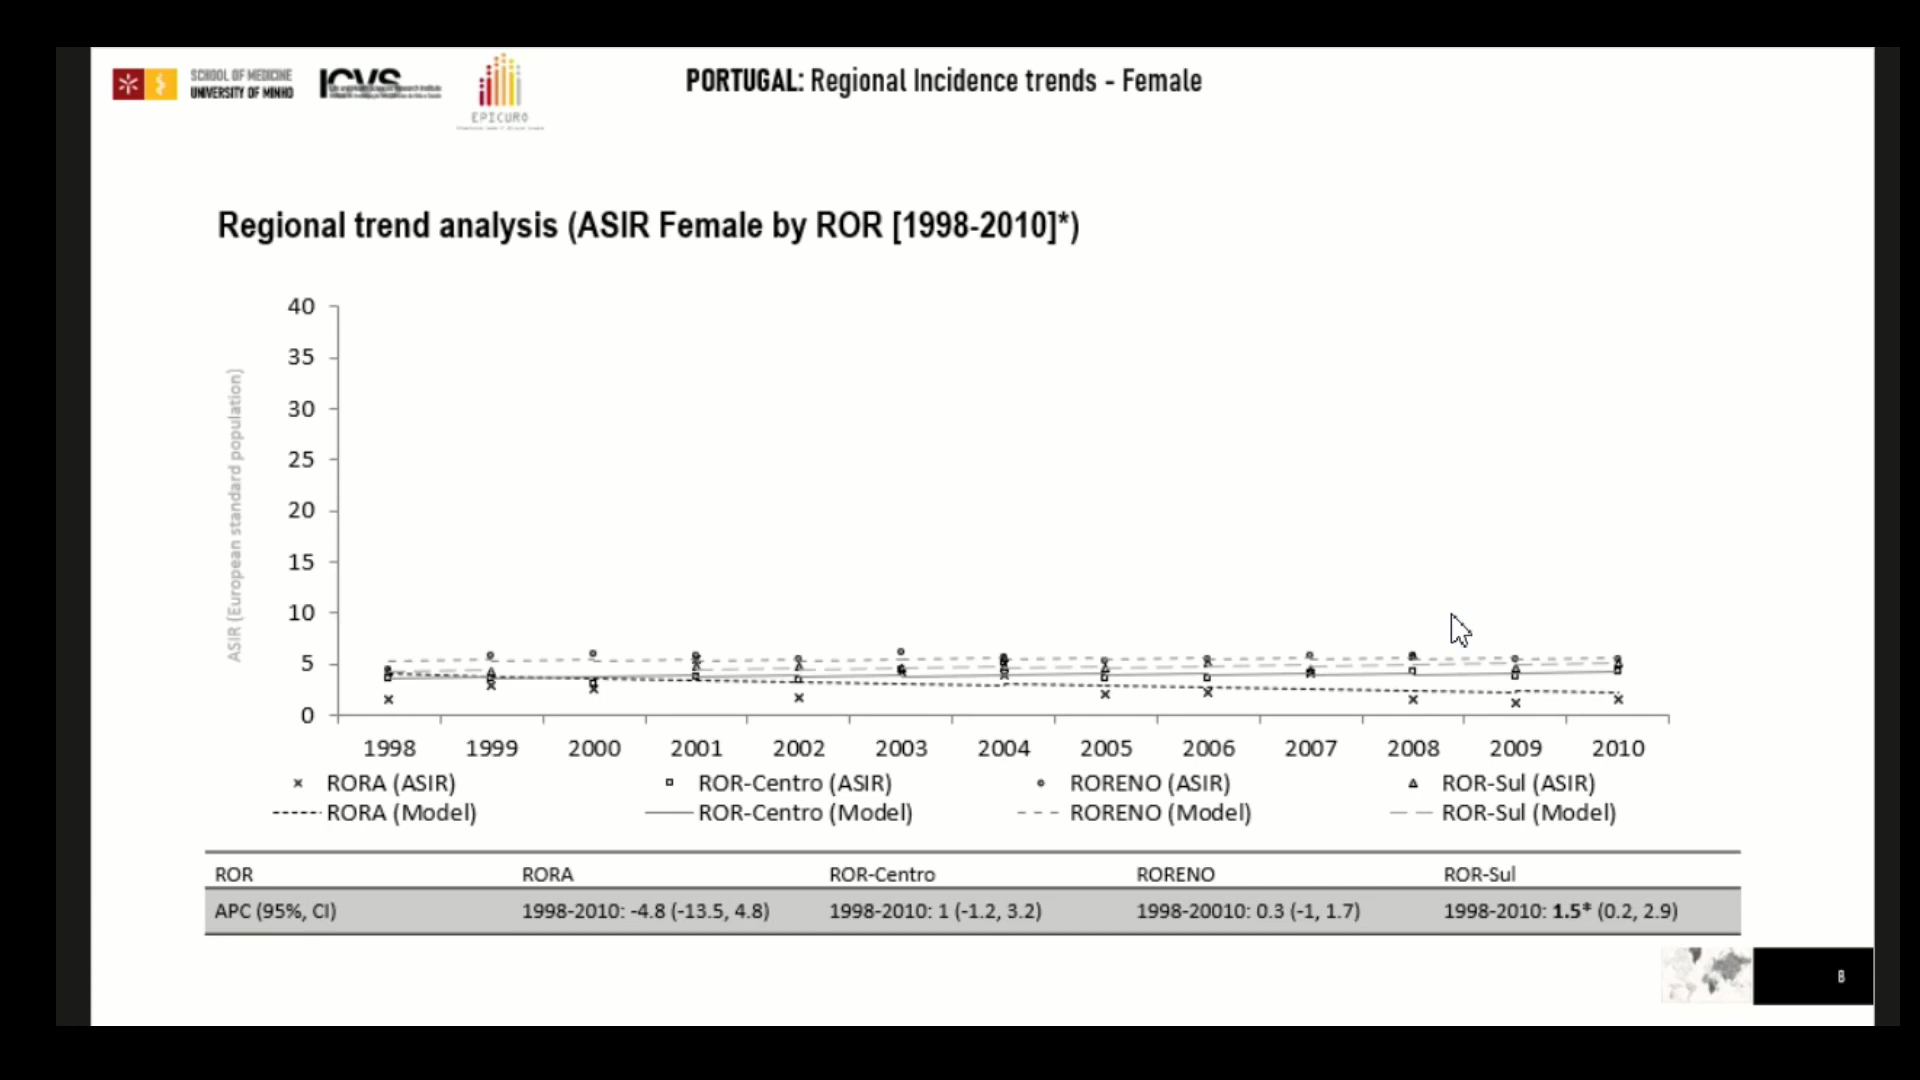 SCHOOL OF MEDICINE
UNIVERSITY OF MINHO
ICVS
EPICURO
PORTUGAL: Regional Incidence trends - Female
Regional trend analysis (ASIR Female by ROR [1998-2010]*)
ASIR (European standard population)
40
35
30
25
20
15
10
5
0
1998 1999 2000 2001 2002 2003 2004 2005 2006 2007 2008 2009 2010
RORA (ASIR) ROR-Centro (ASIR) RORENO (ASIR) ROR-Sul (ASIR)
RORA (Model) ROR-Centro (Model) RORENO (Model) ROR-Sul (Model)
ROR RORA ROR-Centro RORENO ROR-Sul
APC (95%, CI) 1998-2010: -4.8 (-13.5, 4.8) 1998-2010: 1 (-1.2, 3.2) 1998-20010: 0.3 (-1, 1.7) 1998-2010: 1.5* (0.2, 2.9)
8